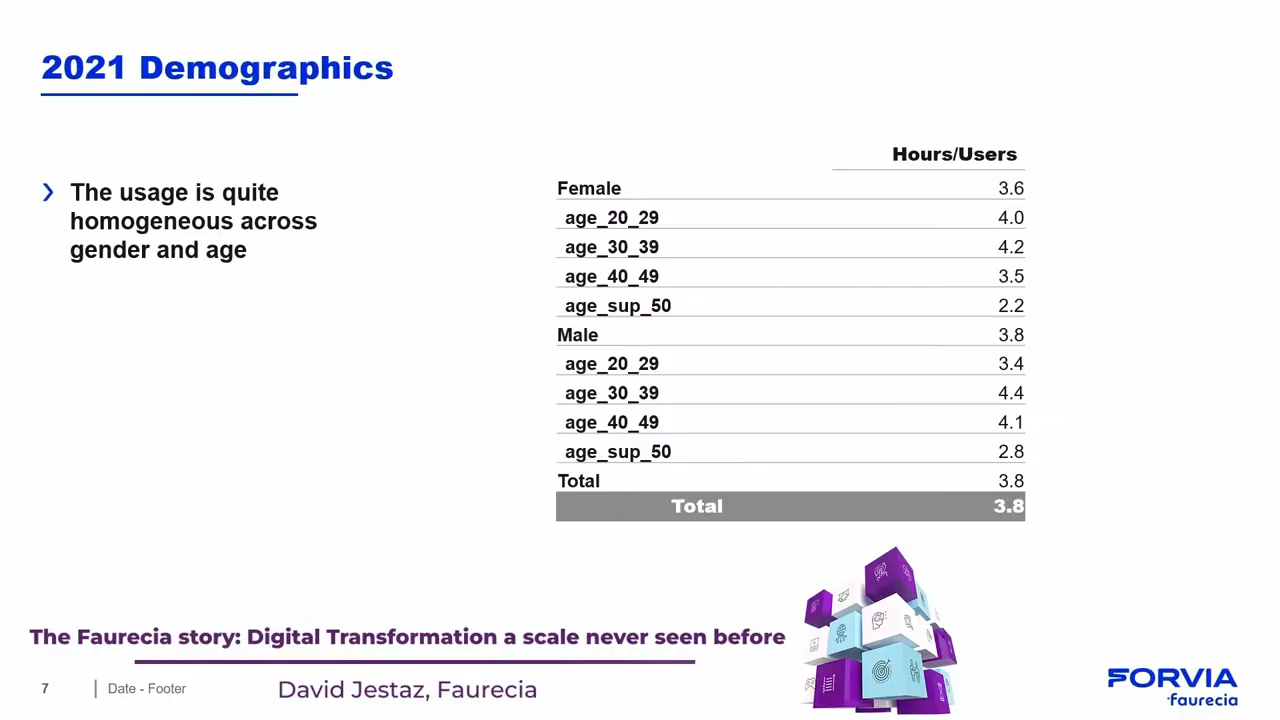 2021 Demographics
The usage is quite
homogeneous across
gender and age
Hours/Users
Female 3.6
age_20_29 4.0
age_30_39 4.2
age_40_49 3.5
age_sup_50 2.2
Male 3.8
age_20_29 3.4
age_30_39 4.4
age_40_49 4.1
age_sup_50 2.8
Total 3.8
Total 3.8
The Faurecia story: Digital Transformation a scale never seen before
7 Date - Footer
David Jestaz, Faurecia
FORVIA
faurecia